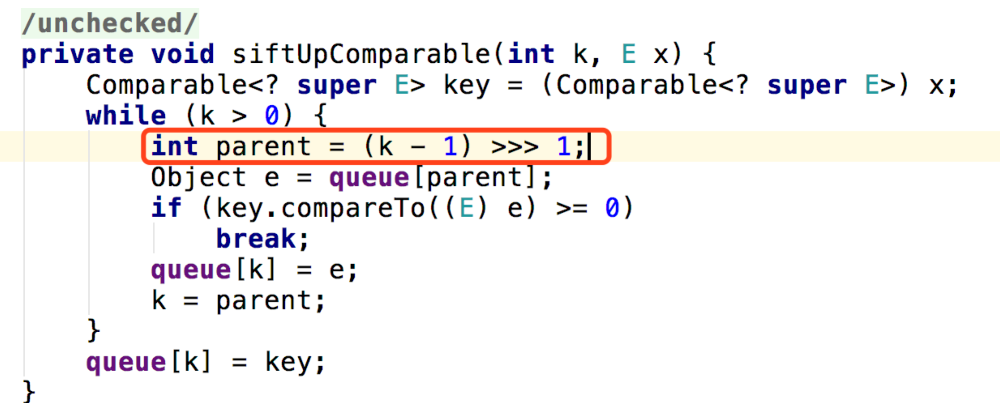 /unchecked/
private void siftUpComparable(int k, E x) {
    Comparable<? super E> key = (Comparable<? super E>) x;
    while (k > 0) {
        int parent = (k - 1) >>> 1;
        Object e = queue[parent];
        if (key.compareTo((E) e) >= 0)
            break;
        queue[k] = e;
        k = parent;
    }
    queue[k] = key;
}